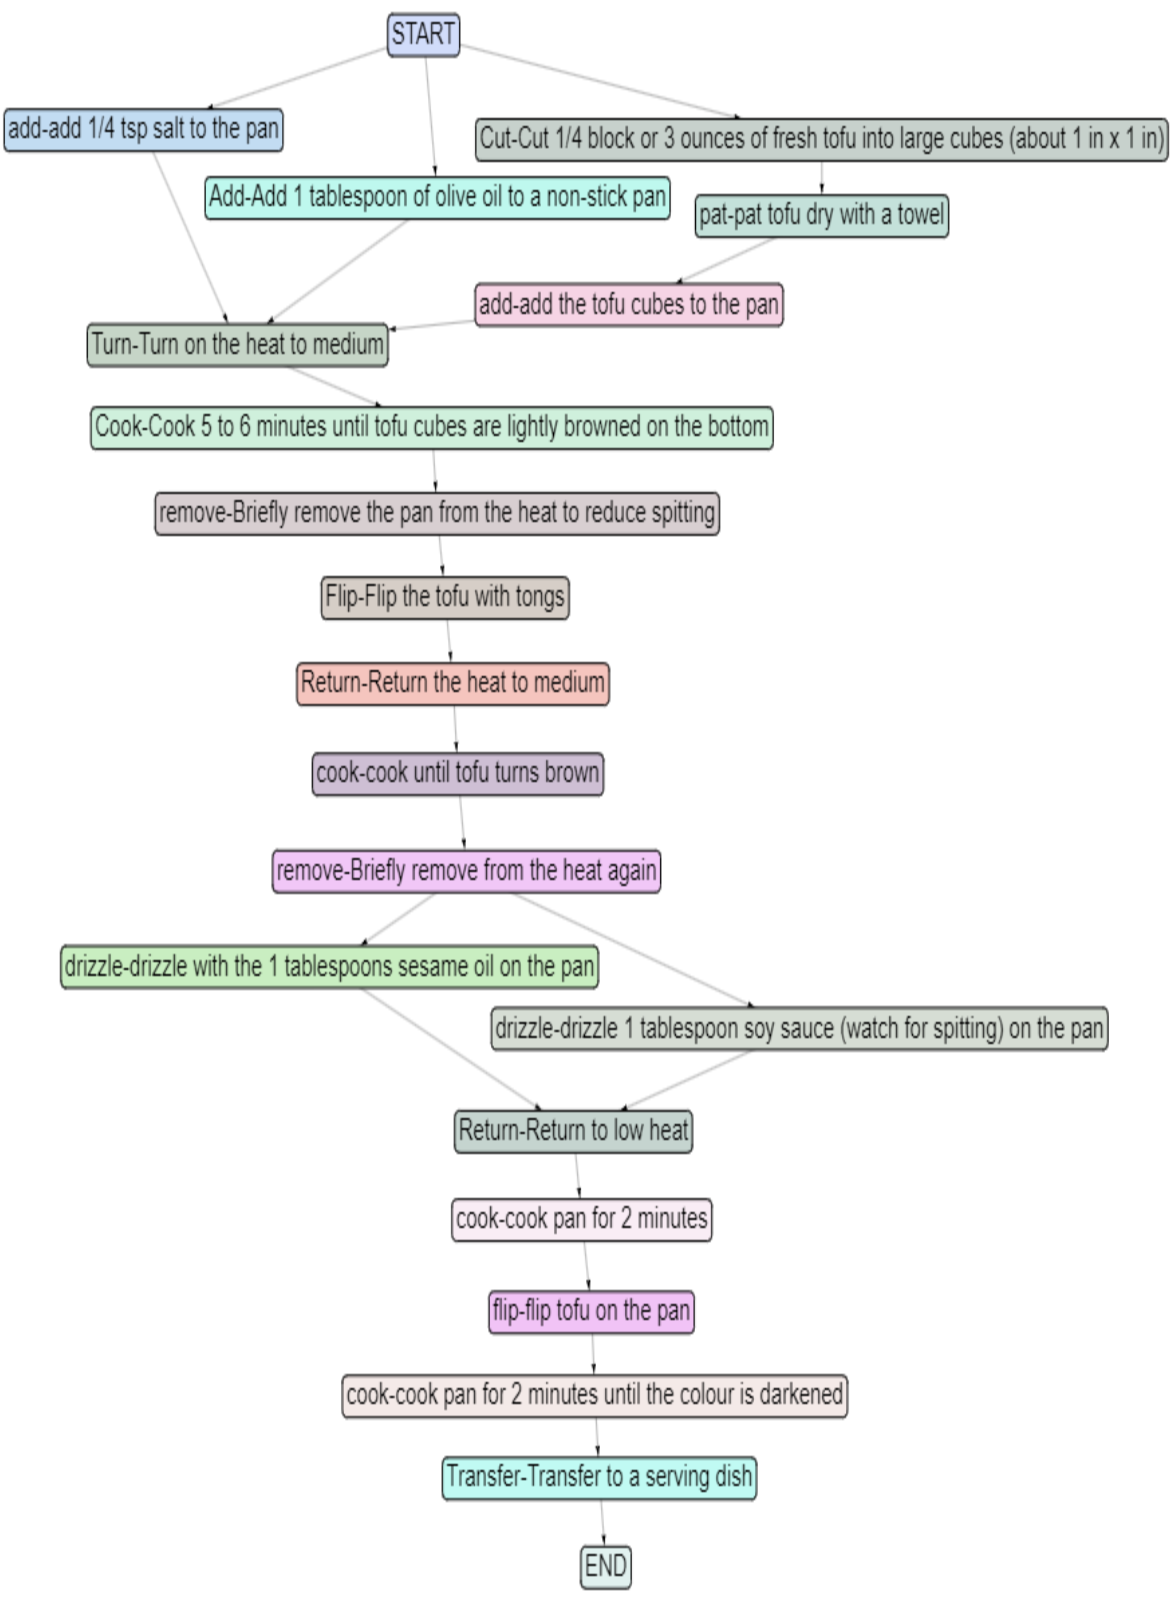 START
add-add 1/4 tsp salt to the pan
Cut-Cut 1/4 block or 3 ounces of fresh tofu into large cubes (about 1 in x 1 in)
Add-Add 1 tablespoon of olive oil to a non-stick pan
pat-pat tofu dry with a towel
add-add the tofu cubes to the pan
Turn-Turn on the heat to medium
Cook-Cook 5 to 6 minutes until tofu cubes are lightly browned on the bottom
remove-Briefly remove the pan from the heat to reduce spitting
Flip-Flip the tofu with tongs
Return-Return the heat to medium
cook-cook until tofu turns brown
remove-Briefly remove from the heat again
drizzle-drizzle with the 1 tablespoons sesame oil on the pan
drizzle-drizzle 1 tablespoon soy sauce (watch for spitting) on the pan
Return-Return to low heat
cook-cook pan for 2 minutes
flip-flip tofu on the pan
cook-cook pan for 2 minutes until the colour is darkened
Transfer-Transfer to a serving dish
END